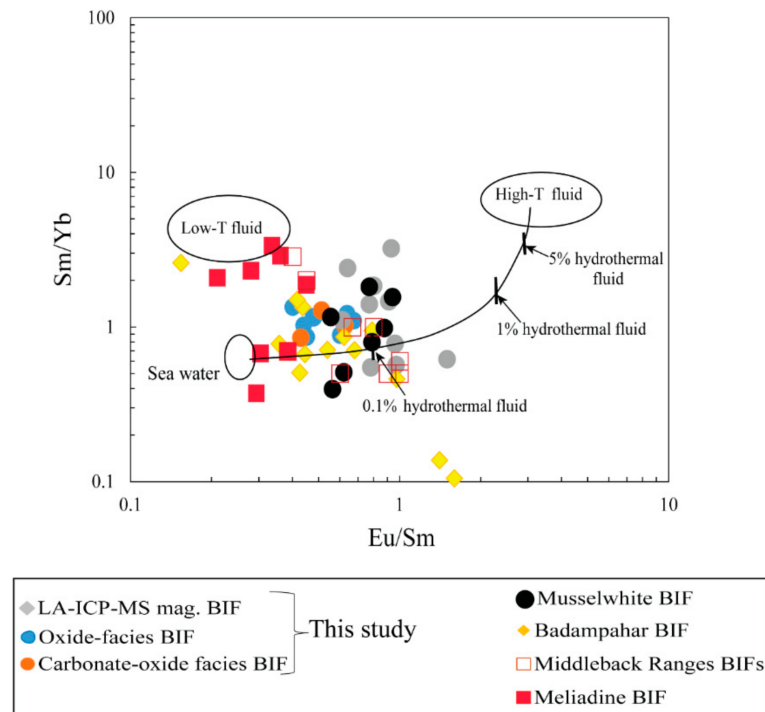 100
10
1
0.1
Sm/Yb
Low-T fluid
High-T fluid
5% hydrothermal
fluid
1% hydrothermal fluid
Sea water
0.1% hydrothermal fluid
0.1
1
10
Eu/Sm
LA-ICP-MS mag. BIF
Oxide-facies BIF
Carbonate-oxide facies BIF
This study
Musselwhite BIF
Badampahar BIF
Middleback Ranges BIFs
Meliadine BIF